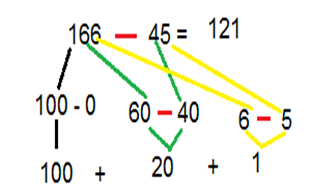 166 — 45 = 121
100 - 0 60 — 40 6 — 5
100 + 20 + 1